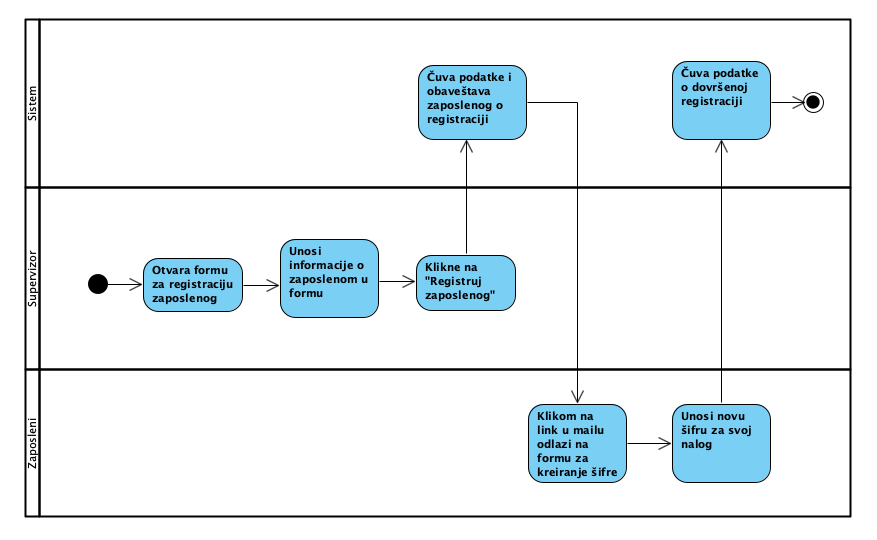 Sistem
Čuva podatke i
obaveštava
zaposlenog o
registraciji
Čuva podatke
o dovršenoj
registraciji
Supervizor
Otvara formu
za registraciju
zaposlenog
Unosi
informacije o
zaposlenom u
formu
Klikne na
"Registruj
zaposlenog"
Zaposleni
Klikom na
link u mailu
odlazi na
formu za
kreiranje šifre
Unosi novu
šifru za svoj
nalog